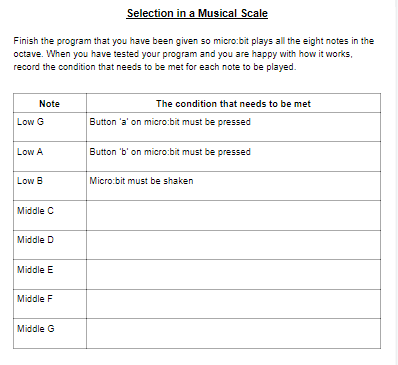 Selection in a Musical Scale
Finish the program that you have been given so micro:bit plays all the eight notes in the
octave. When you have tested your program and you are happy with how it works,
record the condition that needs to be met for each note to be played.
Note The condition that needs to be met
Low G Button 'a' on micro:bit must be pressed
Low A Button 'b' on micro:bit must be pressed
Low B Micro:bit must be shaken
Middle C
Middle D
Middle E
Middle F
Middle G